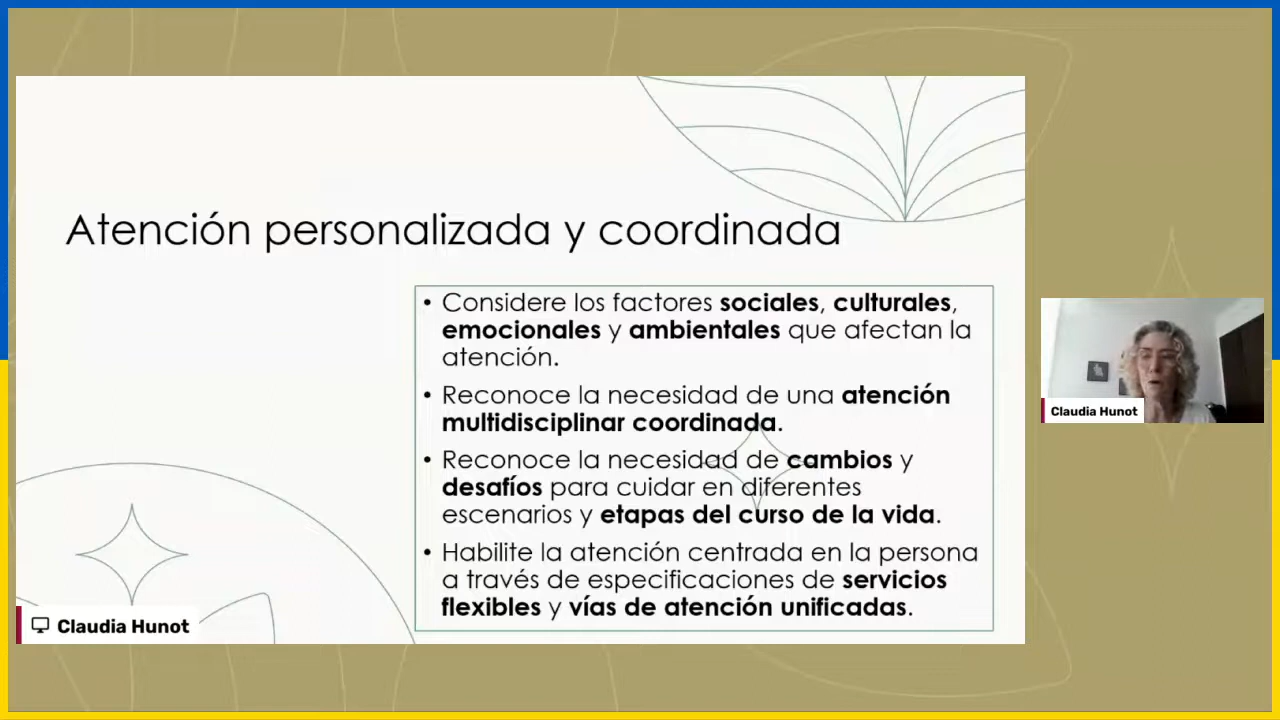 Atención personalizada y coordinada
• Considere los factores sociales, culturales,
emocionales y ambientales que afectan la
atención.
• Reconoce la necesidad de una atención
multidisciplinar coordinada.
• Reconoce la necesidad de cambios y
desafíos para cuidar en diferentes
escenarios y etapas del curso de la vida.
• Habilite la atención centrada en la persona
a través de especificaciones de servicios
flexibles y vías de atención unificadas.
Claudia Hunot
Claudia Hunot